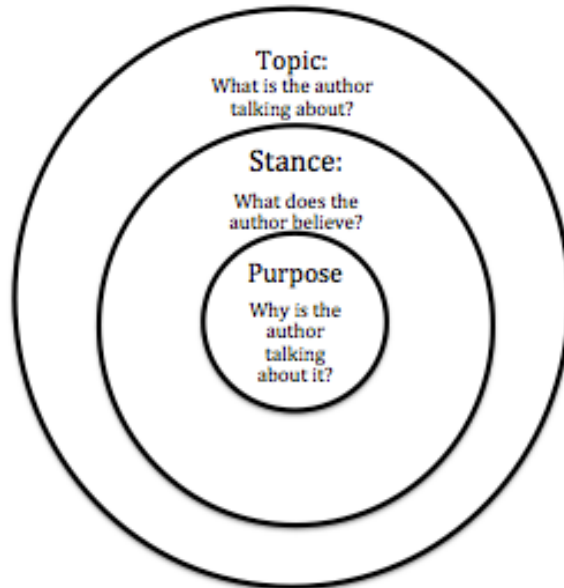 Topic:
What is the author
talking about?
Stance:
What does the
author believe?
Purpose
Why is the
author
talking
about it?